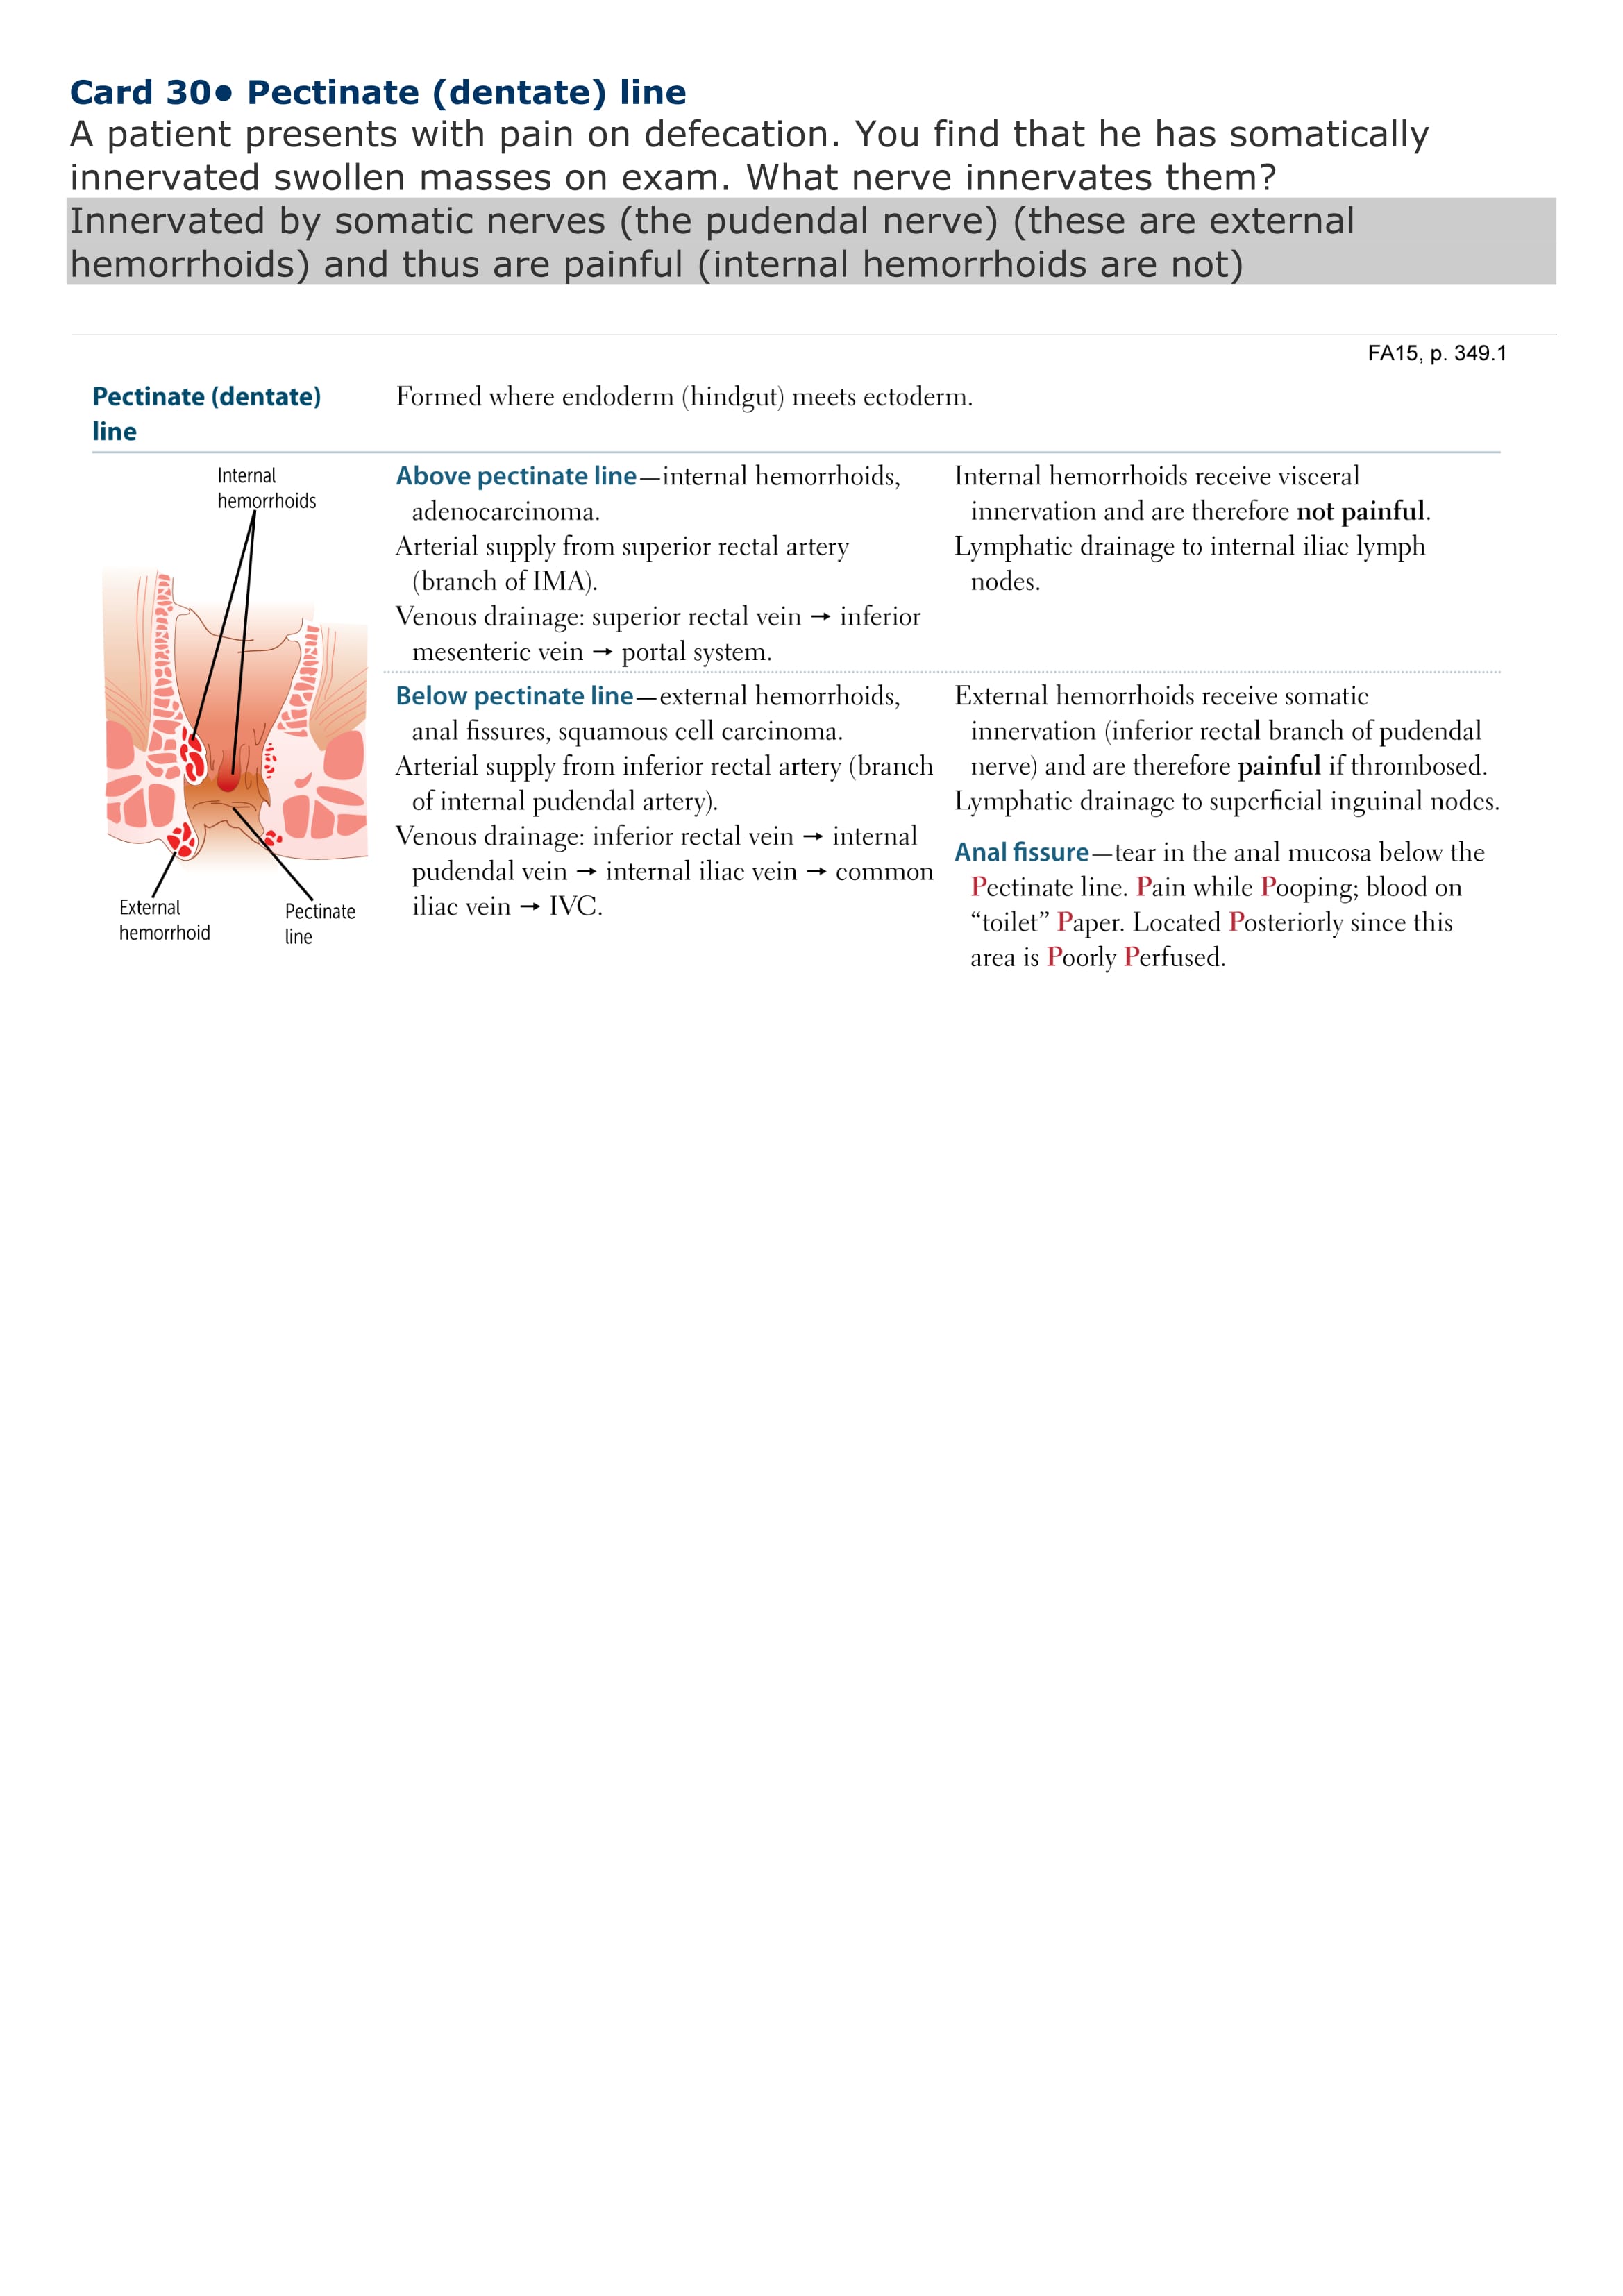 Card 30• Pectinate (dentate) line
A patient presents with pain on defecation. You find that he has somatically
innervated swollen masses on exam. What nerve innervates them?
Innervated by somatic nerves (the pudendal nerve) (these are external
hemorrhoids) and thus are painful (internal hemorrhoids are not)
FA15, p. 349.1
Pectinate (dentate)
line
Formed where endoderm (hindgut) meets ectoderm.
Internal
hemorrhoids
External
hemorrhoid
Pectinate
line
Above pectinate line—internal hemorrhoids,
adenocarcinoma.
Arterial supply from superior rectal artery
(branch of IMA).
Venous drainage: superior rectal vein → inferior
mesenteric vein → portal system.
Internal hemorrhoids receive visceral
innervation and are therefore not painful.
Lymphatic drainage to internal iliac lymph
nodes.
Below pectinate line—external hemorrhoids,
anal fissures, squamous cell carcinoma.
Arterial supply from inferior rectal artery (branch
of internal pudendal artery).
Venous drainage: inferior rectal vein → internal
pudendal vein → internal iliac vein → common
iliac vein → IVC.
External hemorrhoids receive somatic
innervation (inferior rectal branch of pudendal
nerve) and are therefore painful if thrombosed.
Lymphatic drainage to superficial inguinal nodes.
Anal fissure—tear in the anal mucosa below the
Pectinate line. Pain while Pooping; blood on
“toilet” Paper. Located Posteriorly since this
area is Poorly Perfused.